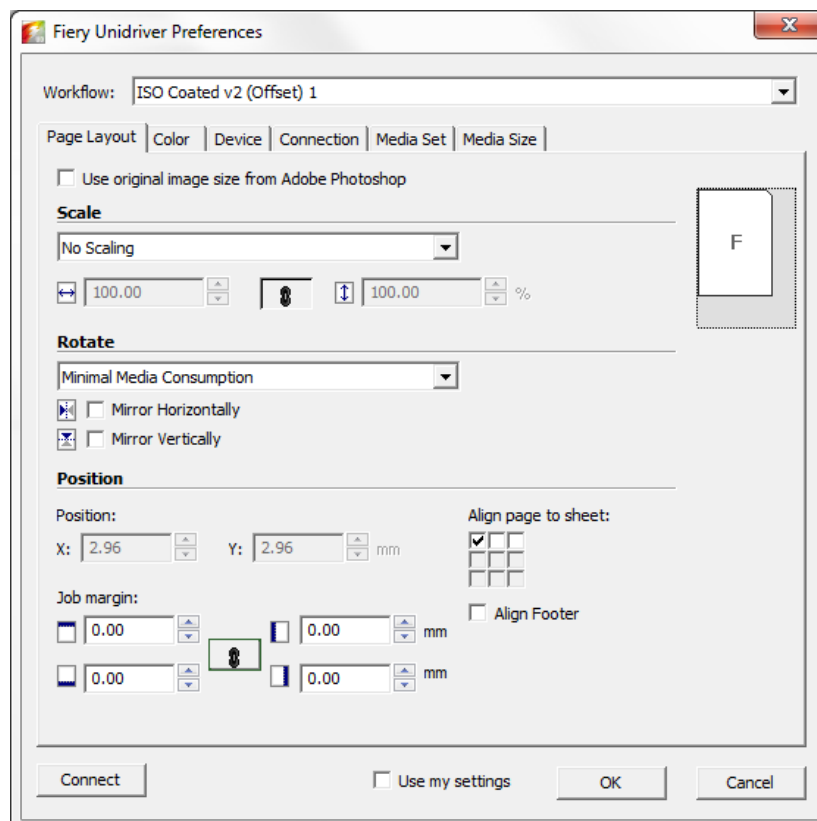 Fiery Unidriver Preferences
Workflow: ISO Coated v2 (Offset) 1
Page Layout Color Device Connection Media Set Media Size
Use original image size from Adobe Photoshop
Scale
No Scaling
F
100.00 100.00 %
Rotate
Minimal Media Consumption
Mirror Horizontally
Mirror Vertically
Position
Position: Align page to sheet:
X: 2.96 Y: 2.96 mm
Job margin:
Align Footer
0.00 0.00 mm
0.00 0.00 mm
Connect Use my settings OK Cancel